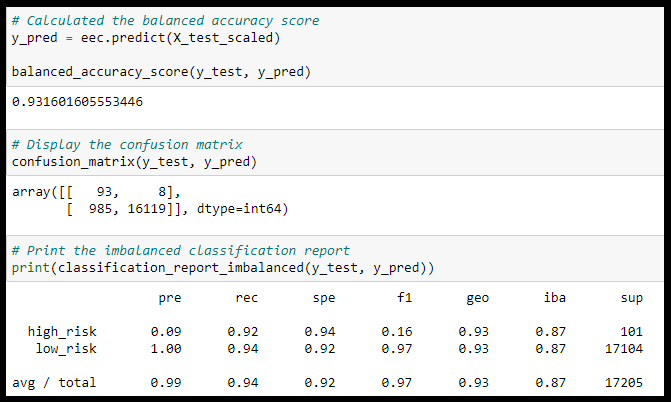 # Calculated the balanced accuracy score
y_pred = eec.predict(X_test_scaled)
balanced_accuracy_score(y_test, y_pred)
0.931601605553446
# Display the confusion matrix
confusion_matrix(y_test, y_pred)
array([[   93,     8],
       [  985, 16119]], dtype=int64)
# Print the imbalanced classification report
print(classification_report_imbalanced(y_test, y_pred))
pre rec spe f1 geo iba sup
high_risk 0.09 0.92 0.94 0.16 0.93 0.87 101
low_risk 1.00 0.94 0.92 0.97 0.93 0.87 17104
avg / total 0.99 0.94 0.92 0.97 0.93 0.87 17205